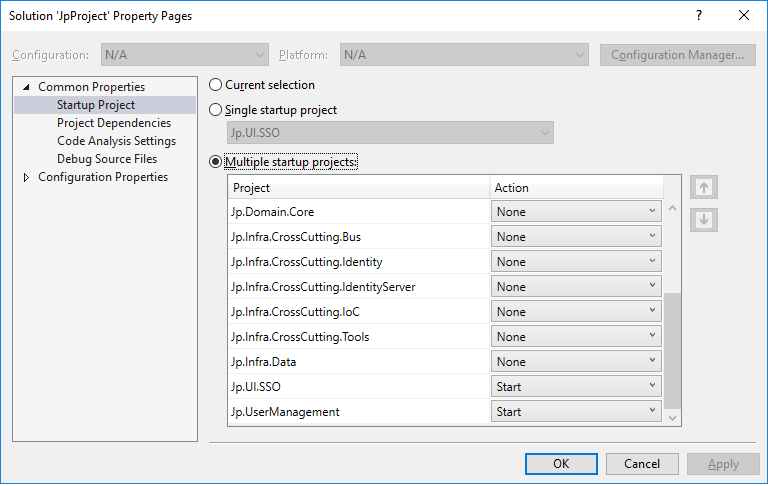 Solution 'JpProject' Property Pages
Configuration: N/A Platform: N/A Configuration Manager...
Common Properties
Startup Project
Project Dependencies
Code Analysis Settings
Debug Source Files
Configuration Properties
Current selection
Single startup project
Jp.UI.SSO
Multiple startup projects:
Project Action
Jp.Domain.Core None
Jp.Infra.CrossCutting.Bus None
Jp.Infra.CrossCutting.Identity None
Jp.Infra.CrossCutting.IdentityServer None
Jp.Infra.CrossCutting.IoC None
Jp.Infra.CrossCutting.Tools None
Jp.Infra.Data None
Jp.UI.SSO Start
Jp.UserManagement Start
OK Cancel Apply